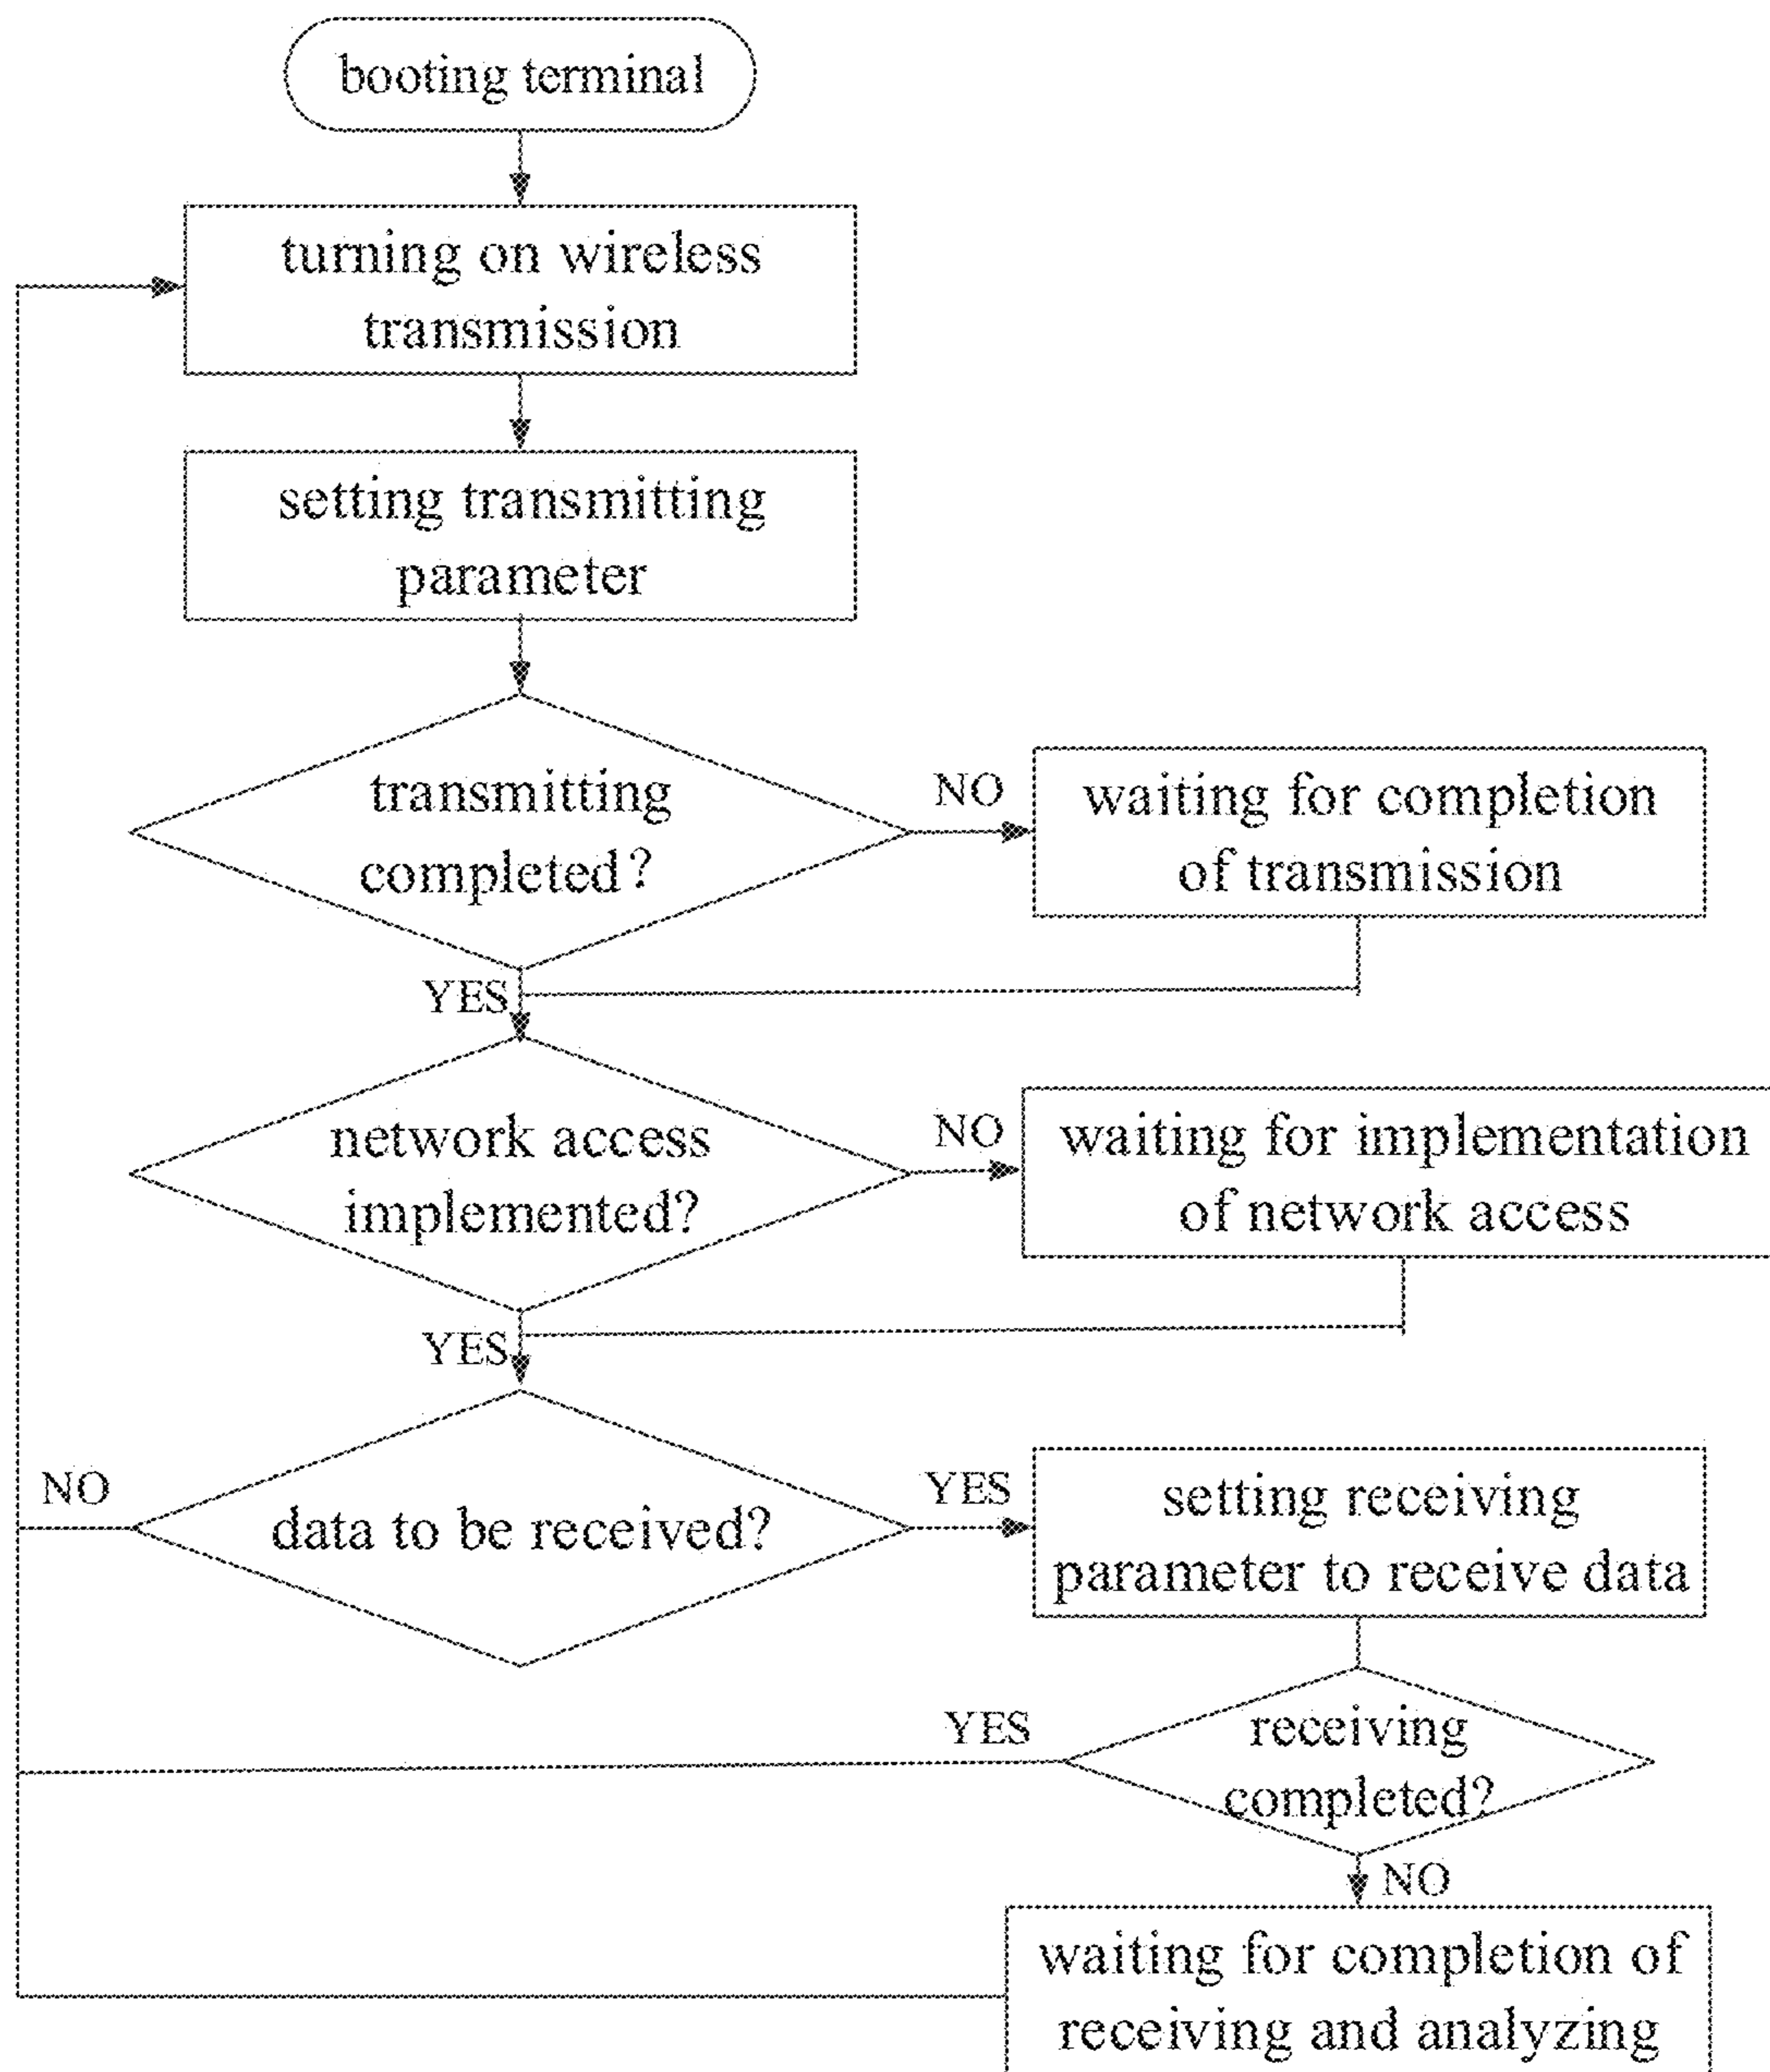 booting terminal
turning on wireless
transmission
setting transmitting
parameter
transmitting
completed?
NO
waiting for completion
of transmission
YES
network access
implemented?
NO
waiting for implementation
of network access
YES
NO
data to be received?
YES
setting receiving
parameter to receive data
YES
receiving
completed?
NO
waiting for completion of
receiving and analyzing